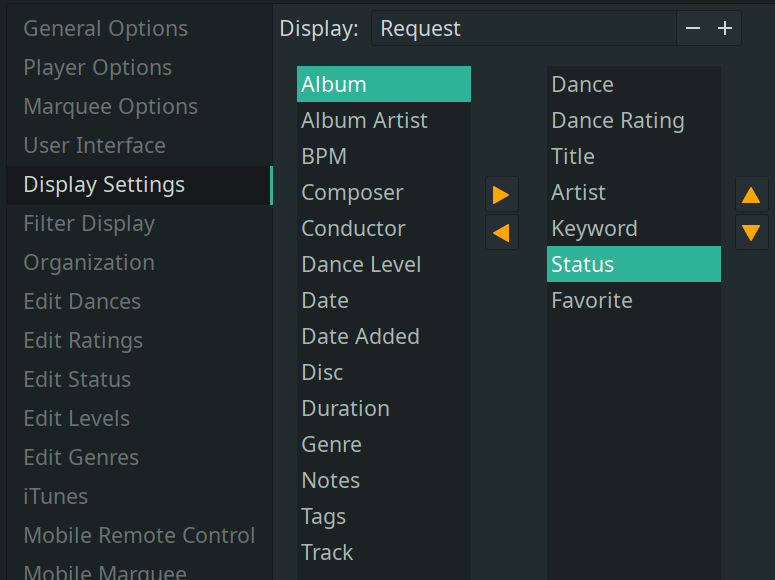 General Options
Player Options
Marquee Options
User Interface
Display Settings
Filter Display
Organization
Edit Dances
Edit Ratings
Edit Status
Edit Levels
Edit Genres
iTunes
Mobile Remote Control
Mobile Marquee
Display: Request − +
Album
Album Artist
BPM
Composer
Conductor
Dance Level
Date
Date Added
Disc
Duration
Genre
Notes
Tags
Track
Dance
Dance Rating
Title
Artist
Keyword
Status
Favorite